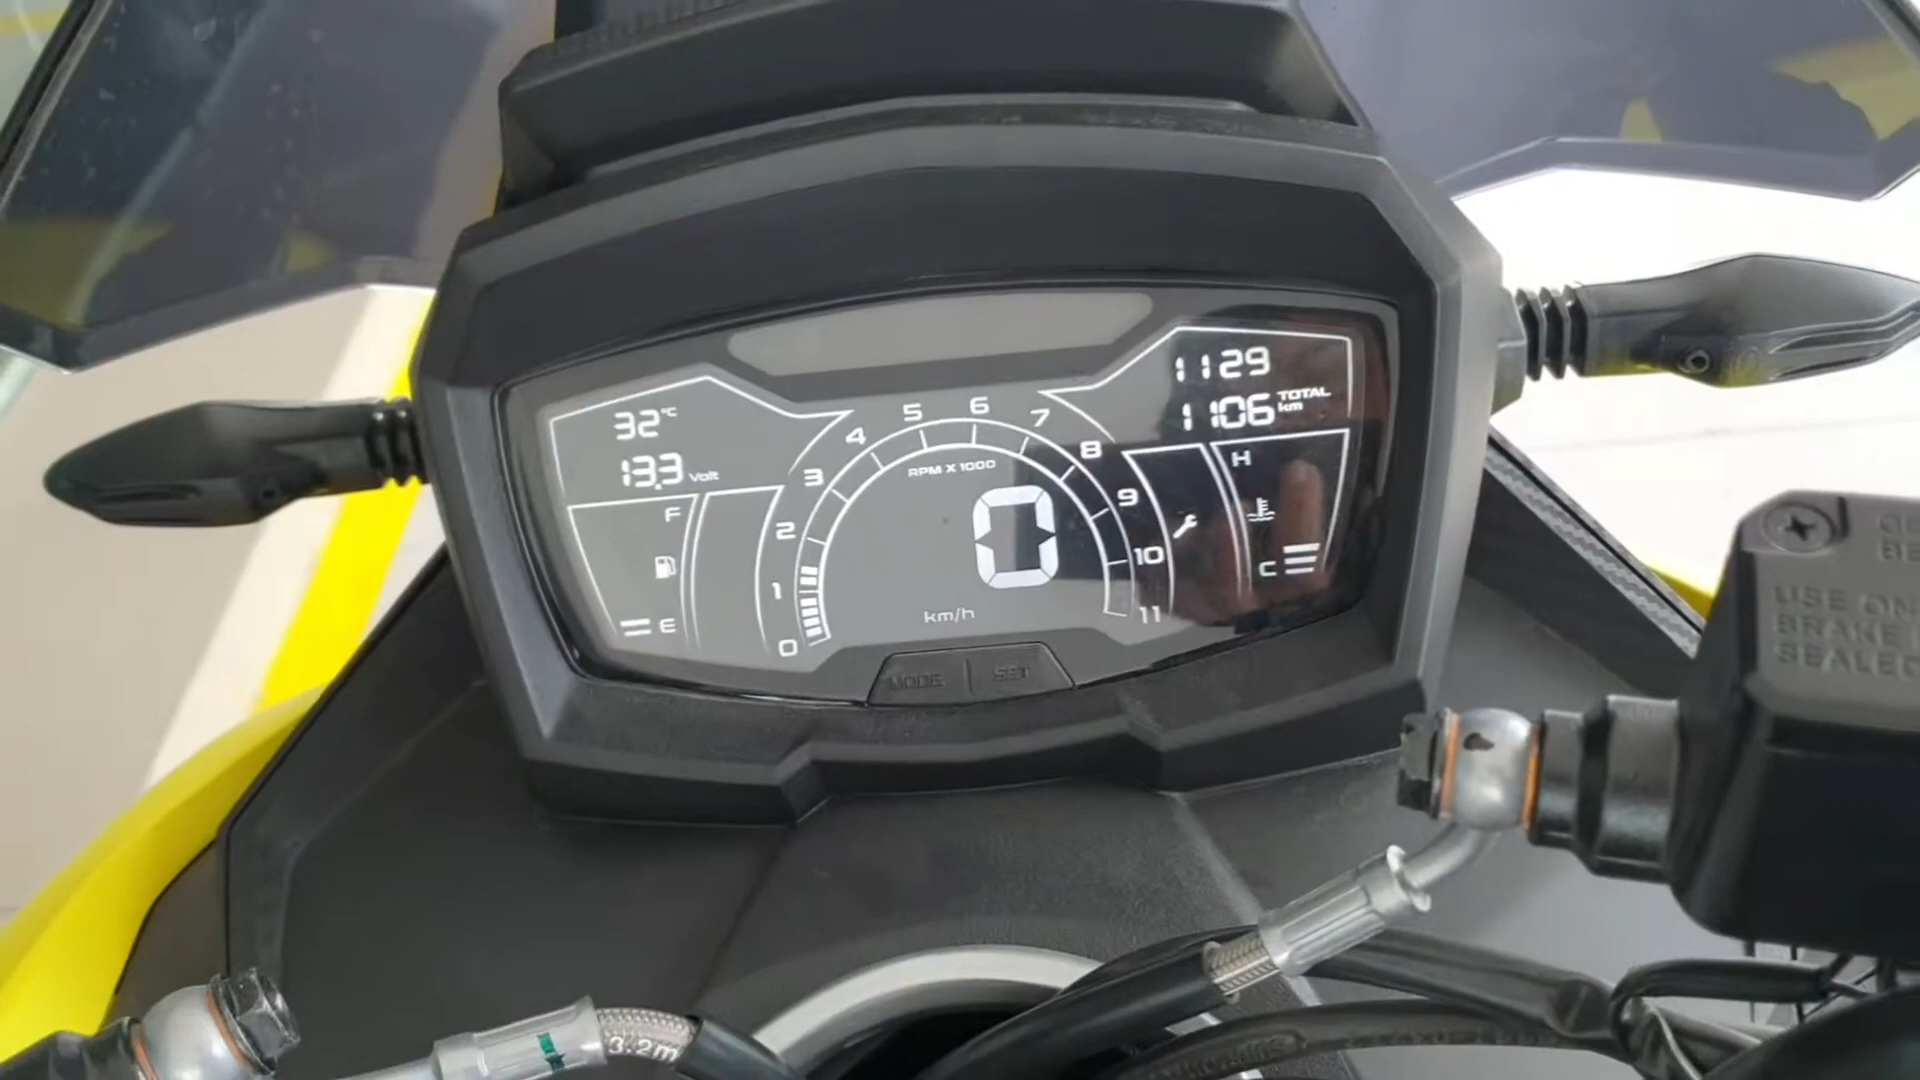 1129
1106 TOTAL km
32°C
13.3 Volt
F
E
0
1
2
3
4
5
6
7
8
9
10
11
RPM X 1000
0
km/h
H
C
MODE | SET
USE ON
BRAKE
SEALED
3.2m